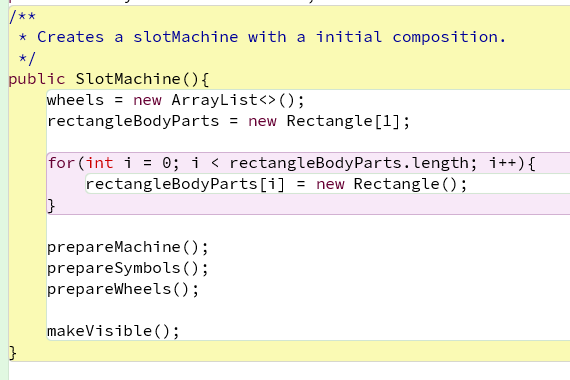 /**
 * Creates a slotMachine with a initial composition.
 */
public SlotMachine(){
    wheels = new ArrayList<>();
    rectangleBodyParts = new Rectangle[1];

    for(int i = 0; i < rectangleBodyParts.length; i++){
        rectangleBodyParts[i] = new Rectangle();
    }

    prepareMachine();
    prepareSymbols();
    prepareWheels();

    makeVisible();
}